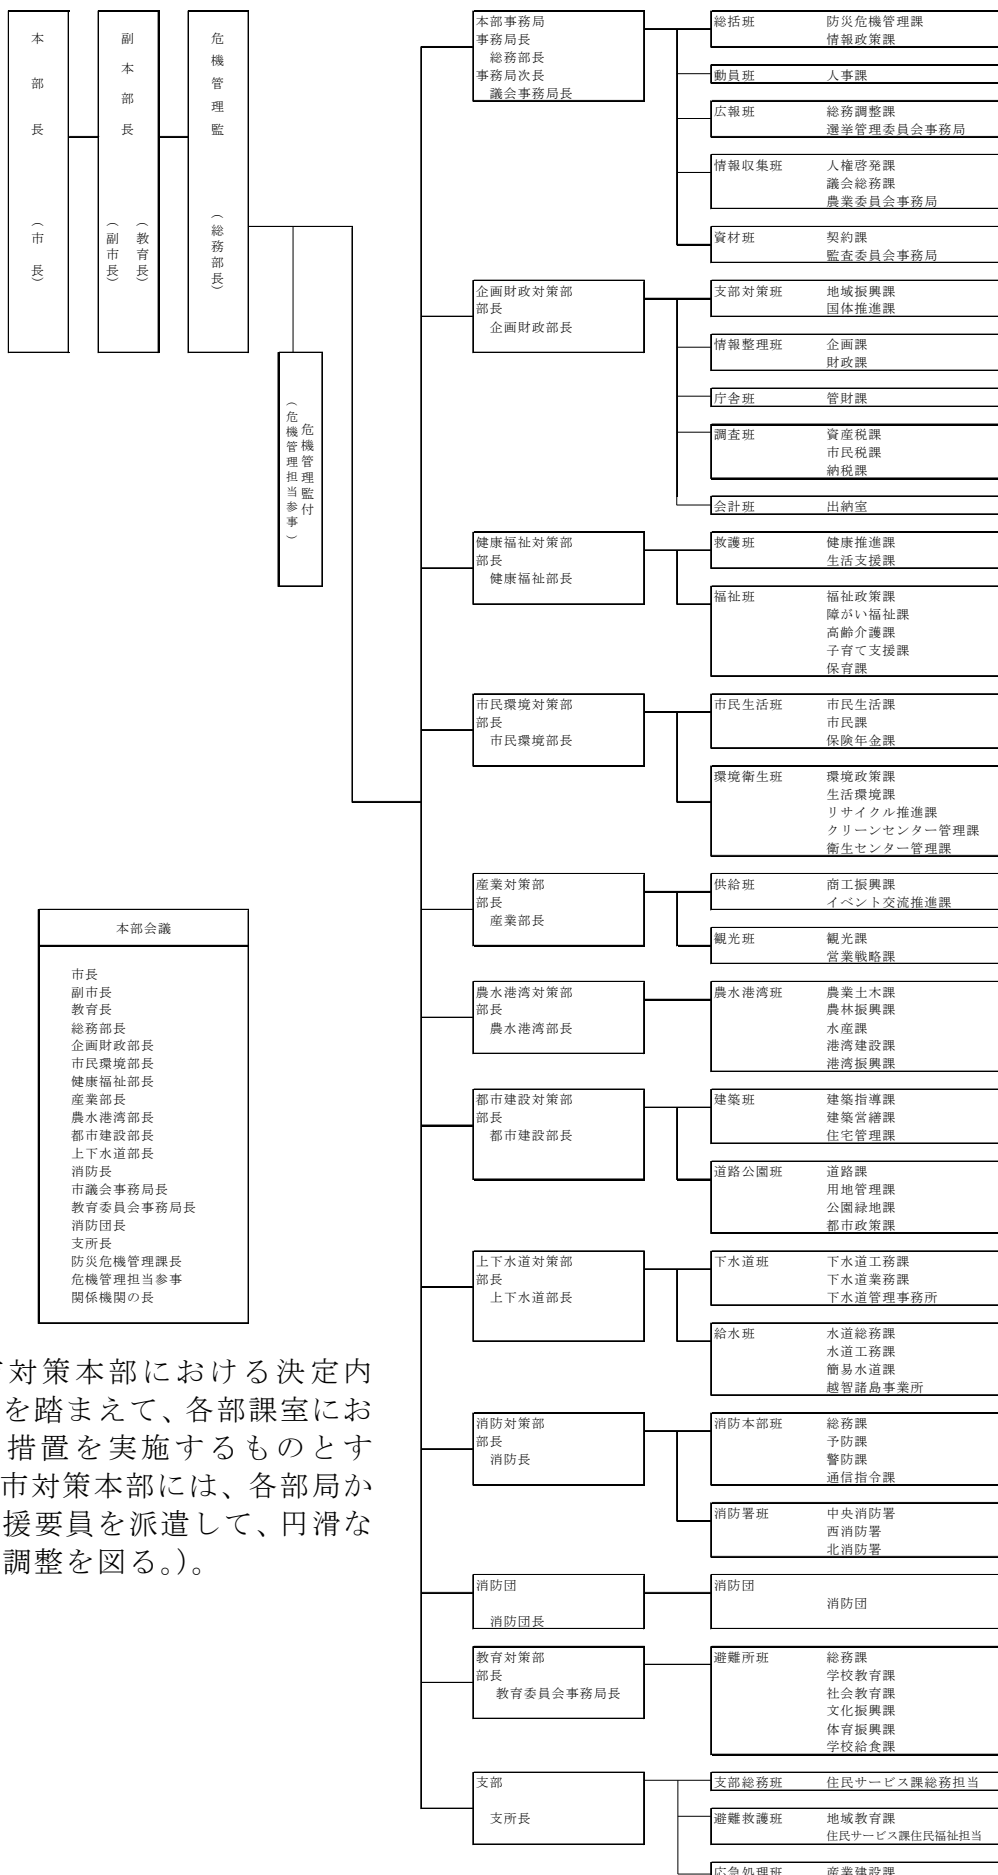 本部長 (市長)
副本部長 (副市長) (教育長)
危機管理監 (総務部長)
危機管理監付
(危機管理担当参事)
本部事務局
事務局長
総務部長
事務局次長
議会事務局長
総括班 防災危機管理課
情報政策課
動員班 人事課
広報班 総務調整課
選挙管理委員会事務局
情報収集班 人権啓発課
議会総務課
農業委員会事務局
資材班 契約課
監査委員会事務局
企画財政対策部
部長
企画財政部長
支部対策班 地域振興課
国体推進課
情報整理班 企画課
財政課
庁舎班 管財課
調査班 資産税課
市民税課
納税課
会計班 出納室
健康福祉対策部
部長
健康福祉部長
救護班 健康推進課
生活支援課
福祉班 福祉政策課
障がい福祉課
高齢介護課
子育て支援課
保育課
市民環境対策部
部長
市民環境部長
市民生活班 市民生活課
市民課
保険年金課
環境衛生班 環境政策課
生活環境課
リサイクル推進課
クリーンセンター管理課
衛生センター管理課
産業対策部
部長
産業部長
供給班 商工振興課
イベント交流推進課
観光班 観光課
営業戦略課
農水港湾対策部
部長
農水港湾部長
農水港湾班 農業土木課
農林振興課
水産課
港湾建設課
港湾振興課
都市建設対策部
部長
都市建設部長
建築班 建築指導課
建築営繕課
住宅管理課
道路公園班 道路課
用地管理課
公園緑地課
都市政策課
上下水道対策部
部長
上下水道部長
下水道班 下水道工務課
下水道業務課
下水道管理事務所
給水班 水道総務課
水道工務課
簡易水道課
越智諸島事業所
消防対策部
部長
消防長
消防本部班 総務課
予防課
警防課
通信指令課
消防署班 中央消防署
西消防署
北消防署
消防団
消防団長
消防団
消防団
教育対策部
部長
教育委員会事務局長
避難所班 総務課
学校教育課
社会教育課
文化振興課
体育振興課
学校給食課
支部
支所長
支部総務班 住民サービス課総務担当
避難救護班 地域教育課
住民サービス課住民福祉担当
応急処理班 産業建設課
本部会議
市長
副市長
教育長
総務部長
企画財政部長
市民環境部長
健康福祉部長
産業部長
農水港湾部長
都市建設部長
上下水道部長
消防長
市議会事務局長
教育委員会事務局長
消防団長
支所長
防災危機管理課長
危機管理担当参事
関係機関の長
対策本部における決定内
を踏まえて、各部課室にお
措置を実施するものとす
市対策本部には、各部局か
援要員を派遣して、円滑な
調整を図る。)。